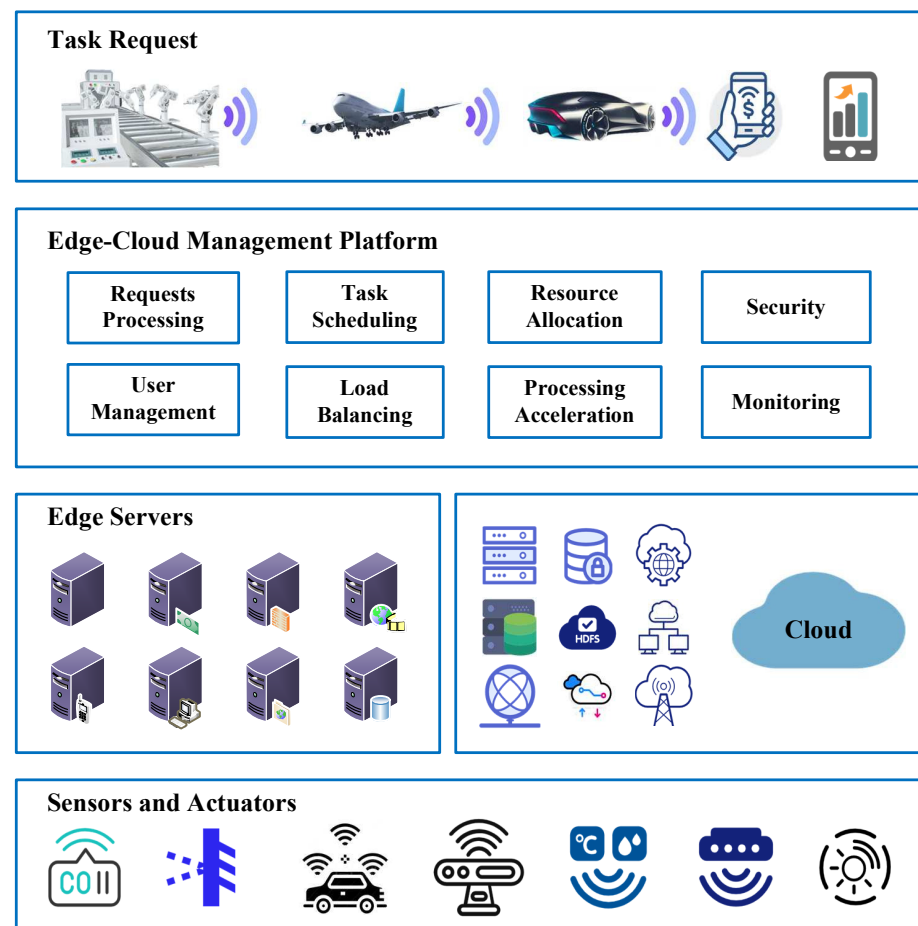 Task Request
$
Edge-Cloud Management Platform
Requests
Processing
Task
Scheduling
Resource
Allocation
Security
User
Management
Load
Balancing
Processing
Acceleration
Monitoring
Edge Servers
HDFS
Cloud
Sensors and Actuators
CO
°C